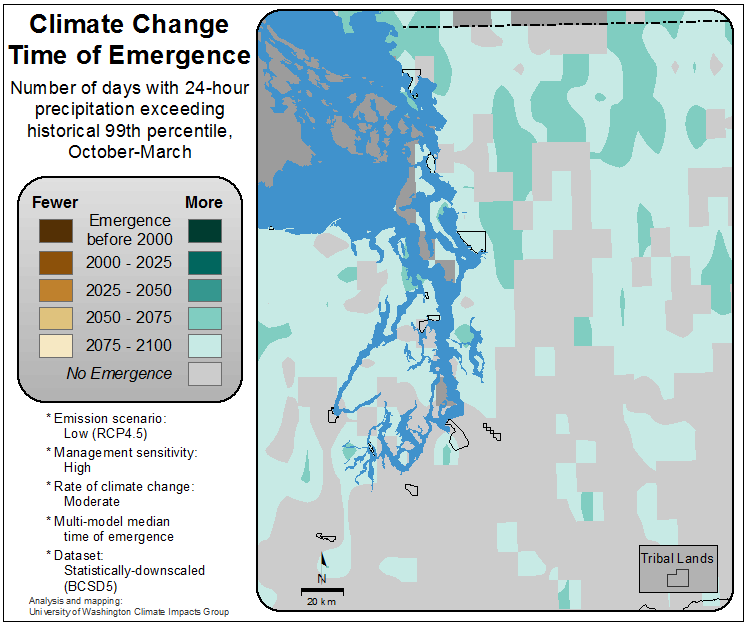 Climate Change
Time of Emergence
Number of days with 24-hour
precipitation exceeding
historical 99th percentile,
October-March
Fewer More
Emergence
before 2000
2000 - 2025
2025 - 2050
2050 - 2075
2075 - 2100
No Emergence
* Emission scenario:
Low (RCP4.5)
* Management sensitivity:
High
* Rate of climate change:
Moderate
* Multi-model median
time of emergence
* Dataset:
Statistically-downscaled
(BCSD5)
Analysis and mapping:
University of Washington Climate Impacts Group
N
20 km
Tribal Lands